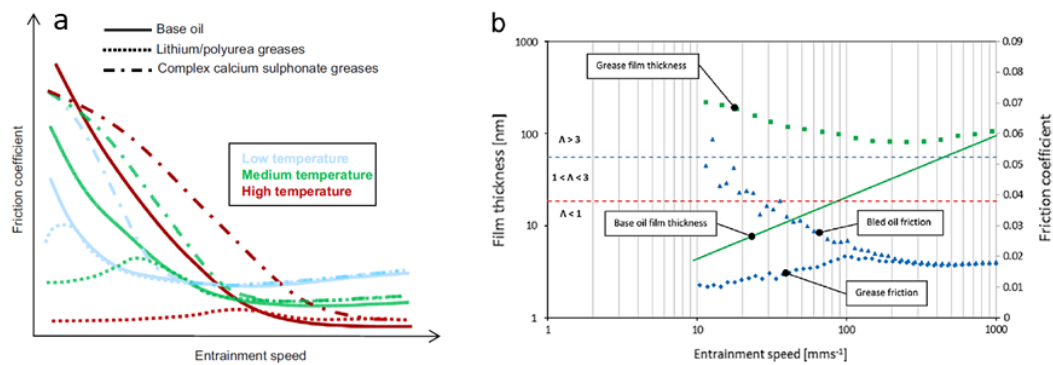 a
Base oil
Lithium/polyurea greases
Complex calcium sulphonate greases
Low temperature
Medium temperature
High temperature
Friction coefficient
Entrainment speed
b
1000
100
10
1
Film thickness [nm]
Grease film thickness
Λ > 3
1 < Λ < 3
Λ < 1
Base oil film thickness
Bled oil friction
Grease friction
0.09
0.08
0.07
0.06
0.05
0.04
0.03
0.02
0.01
0
Friction coefficient
1
10
100
1000
Entrainment speed [mms⁻¹]